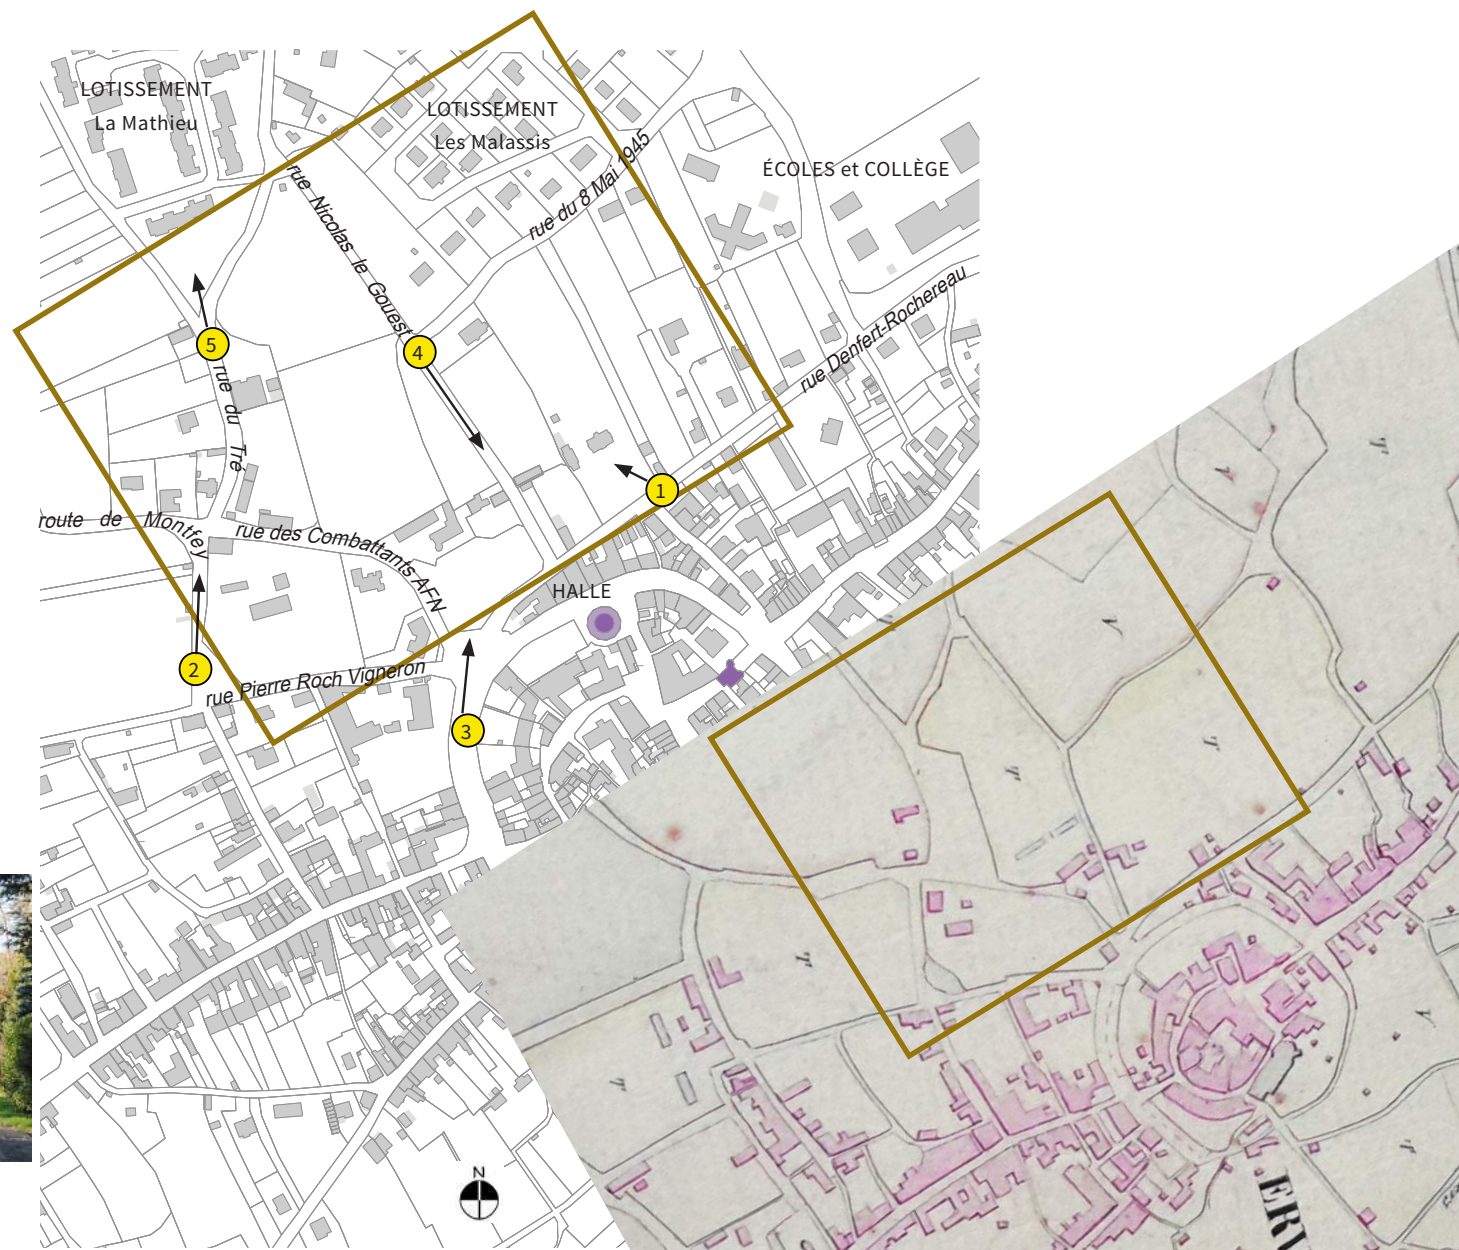 LOTISSEMENT
La Mathieu
LOTISSEMENT
Les Malassis
ÉCOLES et COLLÈGE
rue Nicolas le Gouest
rue du 8 Mai 1945
rue Denfert-Rochereau
5
4
rue du Tré
1
route de Montfey
rue des Combattants AFN
HALLE
2
rue Pierre Roch Vigneron
3
N
ERV